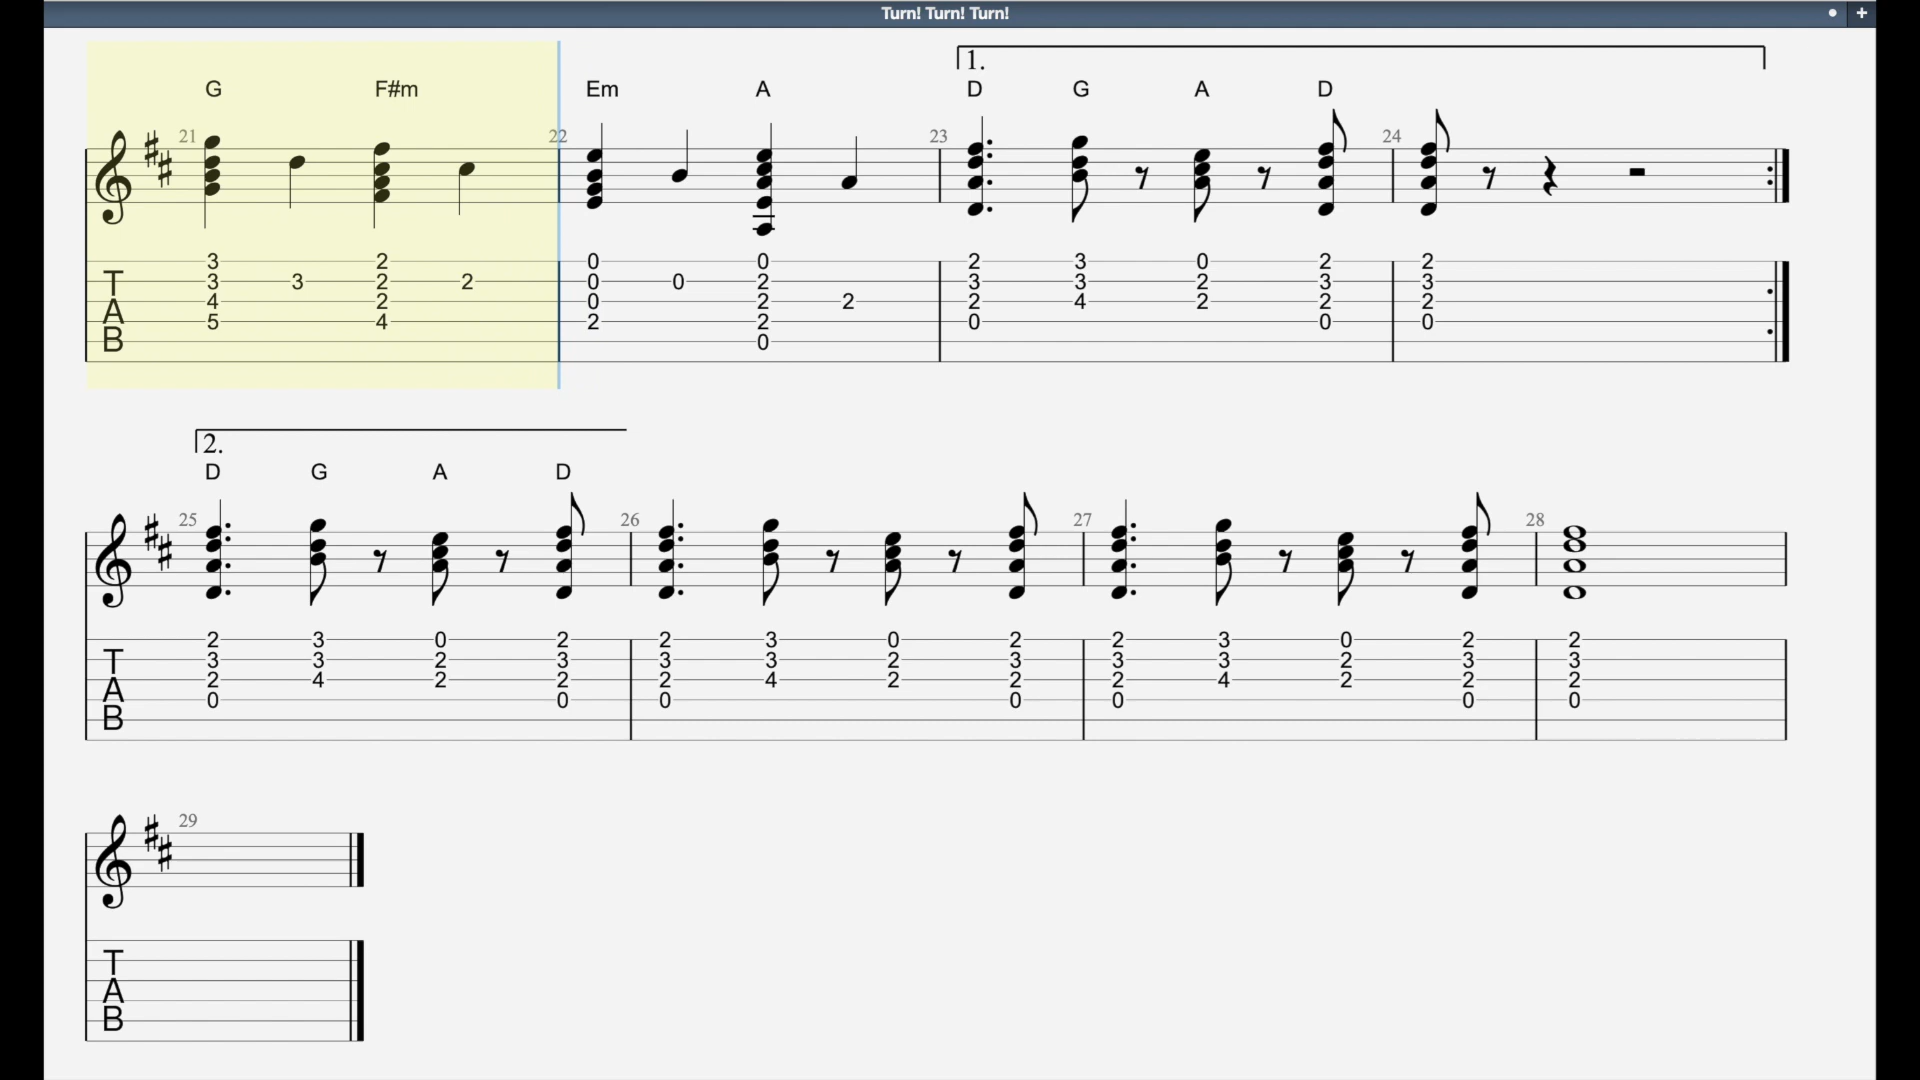 Turn! Turn! Turn!
1.
G F#m Em A D G A D
21 22 23 24
3 2 0 0 2 3 0 2 2
T 3 3 2 2 0 0 2 3 3 2 3 3
A 4 2 0 2 2 2 4 2 2 2
5 4 2 2 0 0 0
B 0
2.
D G A D
25 26 27 28
2 3 0 2 2 3 0 2 2 3 0 2 2
T 3 3 2 3 3 3 2 3 3 3 2 3 3
A 2 4 2 2 2 4 2 2 2 4 2 2 2
0 0 0 0 0 0 0
B
29
T
A
B